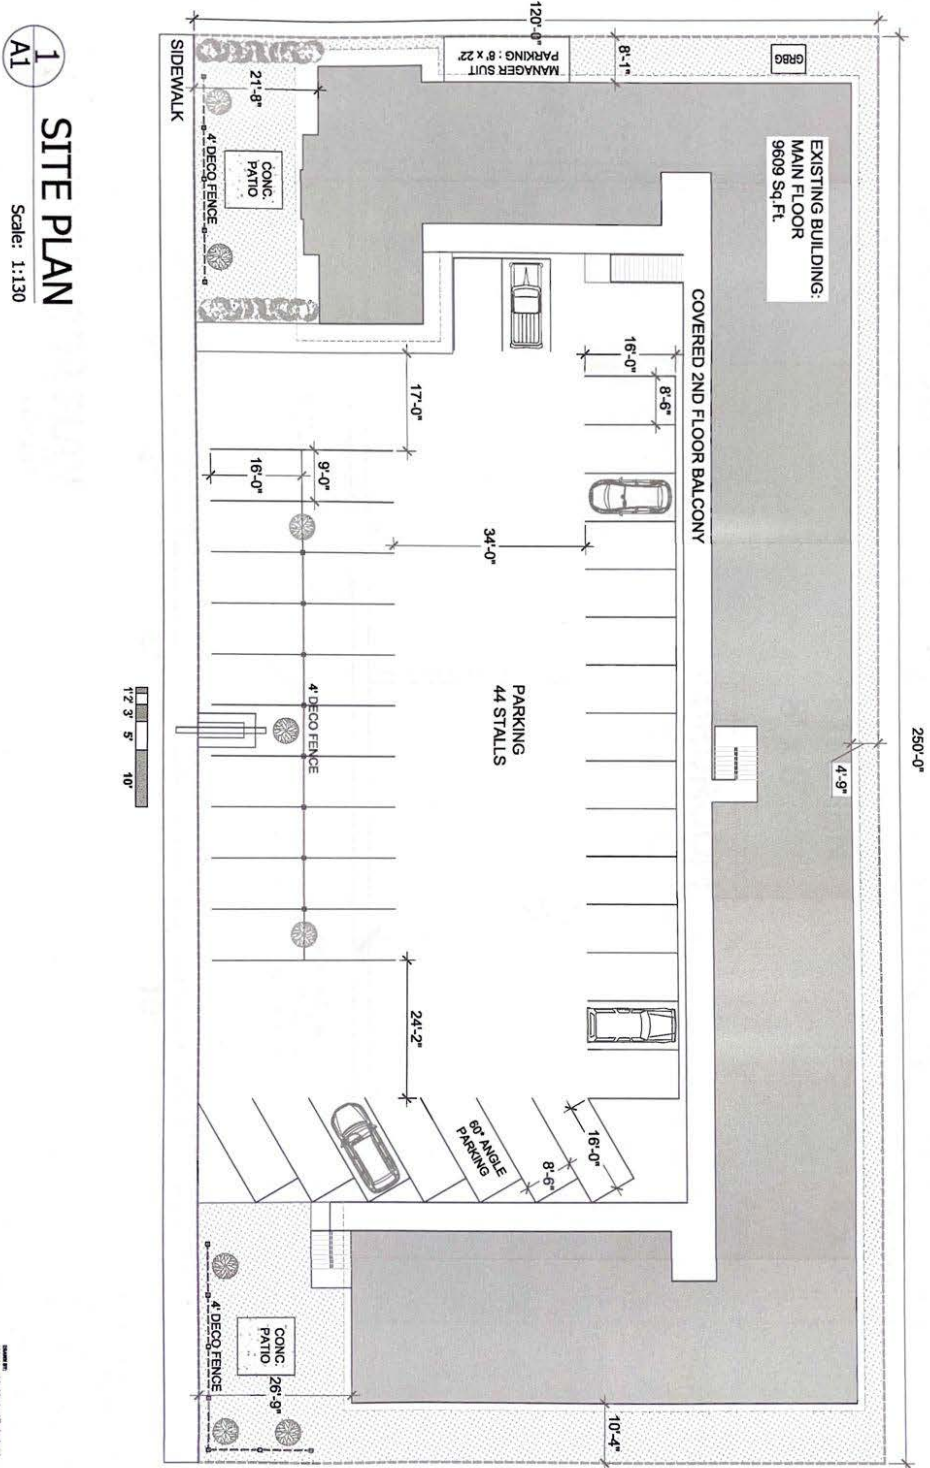 120'-0"
250'-0"
8'-1"
MANAGER SUIT
PARKING : 8' x 22'
GRBG
EXISTING BUILDING:
MAIN FLOOR
9609 Sq.Ft.
COVERED 2ND FLOOR BALCONY
4'-9"
SIDEWALK
21'-8"
CONC.
PATIO
4' DECO FENCE
16'-0"
8'-6"
17'-0"
9'-0"
16'-0"
34'-0"
PARKING
44 STALLS
4' DECO FENCE
24'-2"
60° ANGLE
PARKING
16'-0"
8'-6"
CONC.
PATIO
26'-9"
4' DECO FENCE
10'-4"
1
A1
SITE PLAN
Scale: 1:130
1' 2' 3' 5' 10'